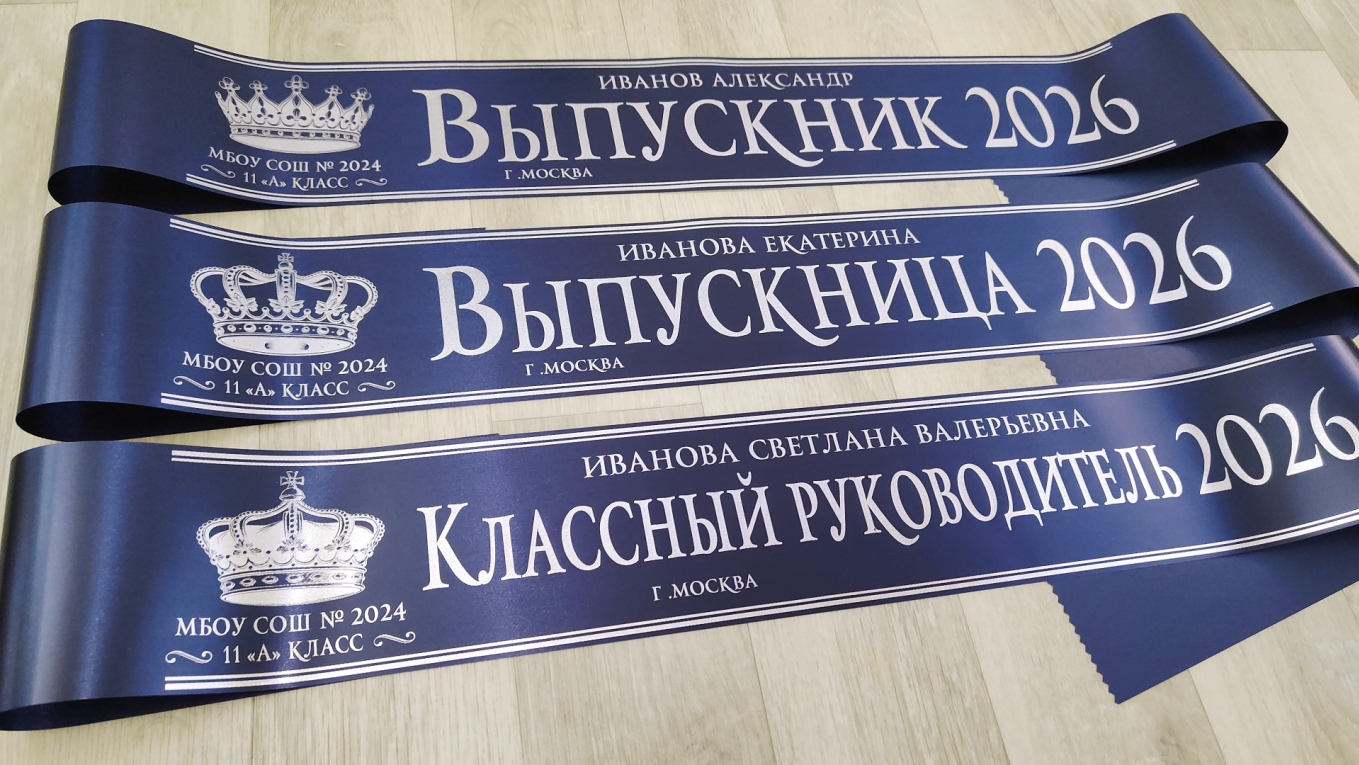 ИВАНОВ АЛЕКСАНДР
ВЫПУСКНИК 2026
Г .МОСКВА
МБОУ СОШ № 2024
11 «А» КЛАСС
ИВАНОВА ЕКАТЕРИНА
ВЫПУСКНИЦА 2026
Г .МОСКВА
МБОУ СОШ № 2024
11 «А» КЛАСС
ИВАНОВА СВЕТЛАНА ВАЛЕРЬЕВНА
КЛАССНЫЙ РУКОВОДИТЕЛЬ 2026
Г .МОСКВА
МБОУ СОШ № 2024
11 «А» КЛАСС